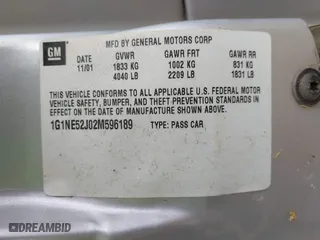 GM
MFD BY GENERAL MOTORS CORP
DATE GVWR GAWR FRT GAWR RR
11/01 1833 KG 1002 KG 831 KG
4040 LB 2209 LB 1831 LB
THIS VEHICLE CONFORMS TO ALL APPLICABLE U.S. FEDERAL MOTOR
VEHICLE SAFETY, BUMPER, AND THEFT PREVENTION STANDARDS
IN EFFECT ON THE DATE OF MANUFACTURE SHOWN ABOVE.
1G1NE52J02M596189 TYPE: PASS CAR
DREAMBID